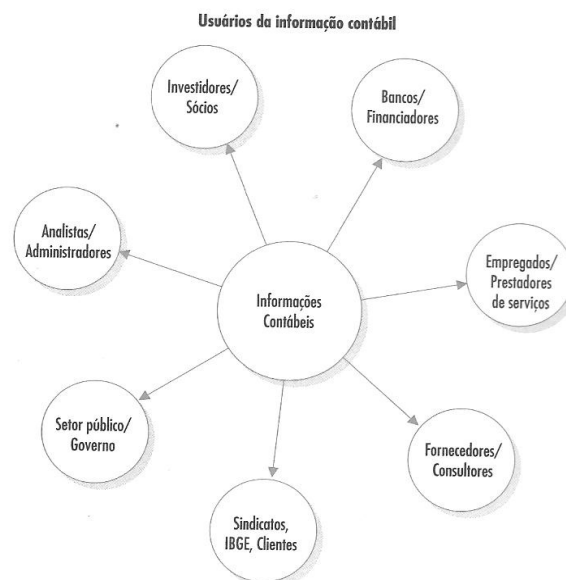 Usuários da informação contábil
Investidores/
Sócios
Bancos/
Financiadores
Analistas/
Administradores
Empregados/
Prestadores
de serviços
Informações
Contábeis
Setor público/
Governo
Fornecedores/
Consultores
Sindicatos,
IBGE, Clientes